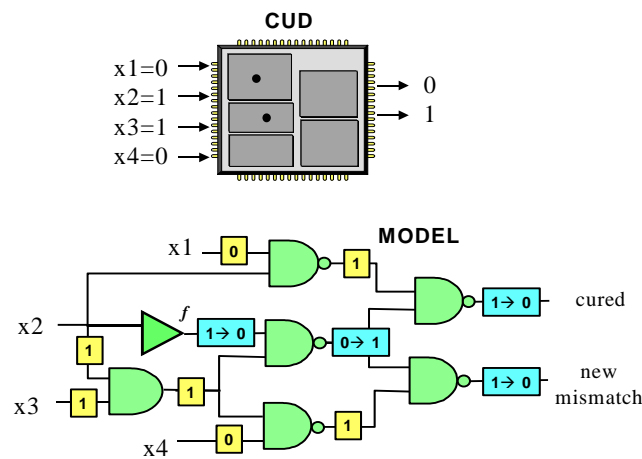 CUD
x1=0
x2=1
x3=1
x4=0
0
1
MODEL
x1
0
1
1→0
cured
x2
f
1→0
0→1
1
x3
1
1
1
1→0
new
mismatch
x4
0